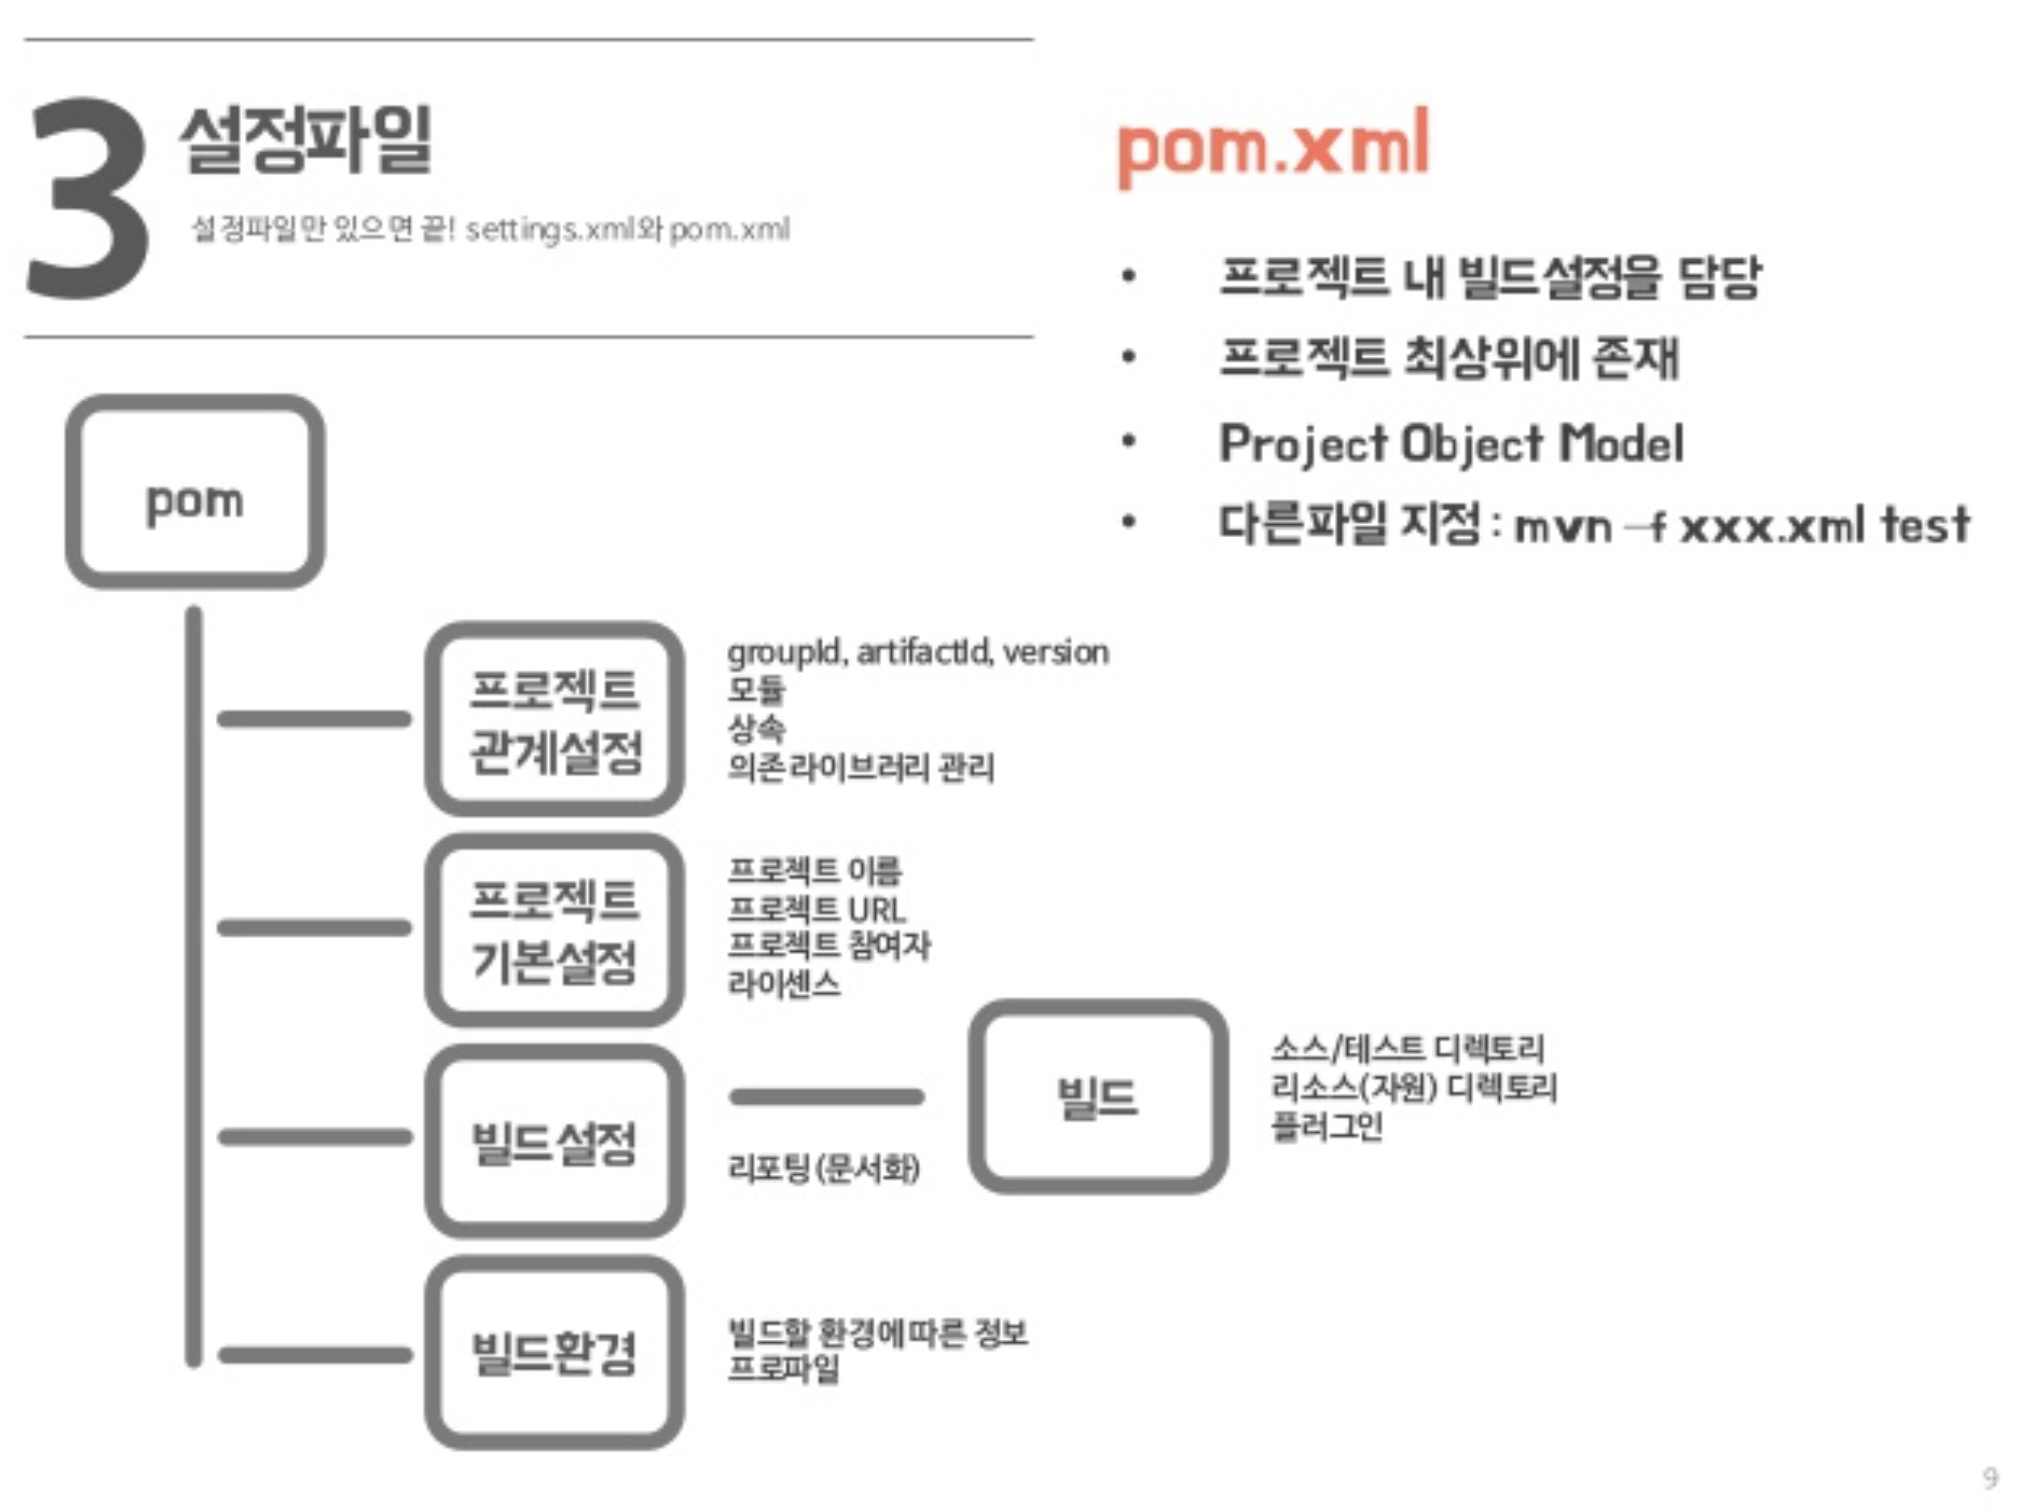 3
설정파일
설정파일만 있으면 끝! settings.xml와 pom.xml
pom.xml
• 프로젝트 내 빌드설정을 담당
• 프로젝트 최상위에 존재
• Project Object Model
• 다른파일 지정 : mvn –f xxx.xml test
pom
프로젝트
관계설정
groupId, artifactId, version
모듈
상속
의존라이브러리 관리
프로젝트
기본설정
프로젝트 이름
프로젝트 URL
프로젝트 참여자
라이센스
빌드설정
리포팅(문서화)
빌드
소스/테스트 디렉토리
리소스(자원) 디렉토리
플러그인
빌드환경
빌드할 환경에 따른 정보
프로파일
9